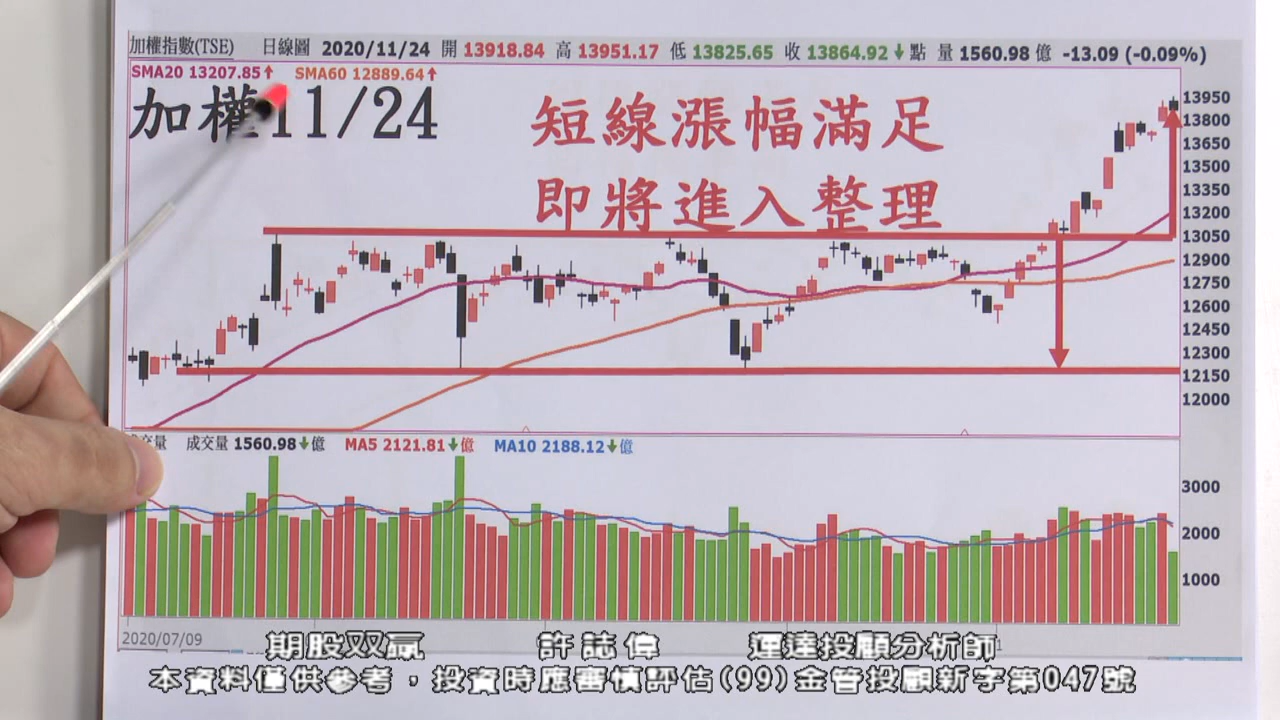 加權指數(TSE) 日線圖 2020/11/24 開 13918.84 高 13951.17 低 13825.65 收 13864.92↓點 量 1560.98 億 -13.09 (-0.09%)
SMA20 13207.85↑ SMA60 12889.64↑
加權11/24
短線漲幅滿足
即將進入整理
13950
13800
13650
13500
13350
13200
13050
12900
12750
12600
12450
12300
12150
12000
成交量 成交量 1560.98↓億 MA5 2121.81↓億 MA10 2188.12↓億
3000
2000
1000
2020/07/09
期股双贏 許誌偉 運達投顧分析師
本資料僅供參考，投資時應審慎評估(99)金管投顧新字第047號